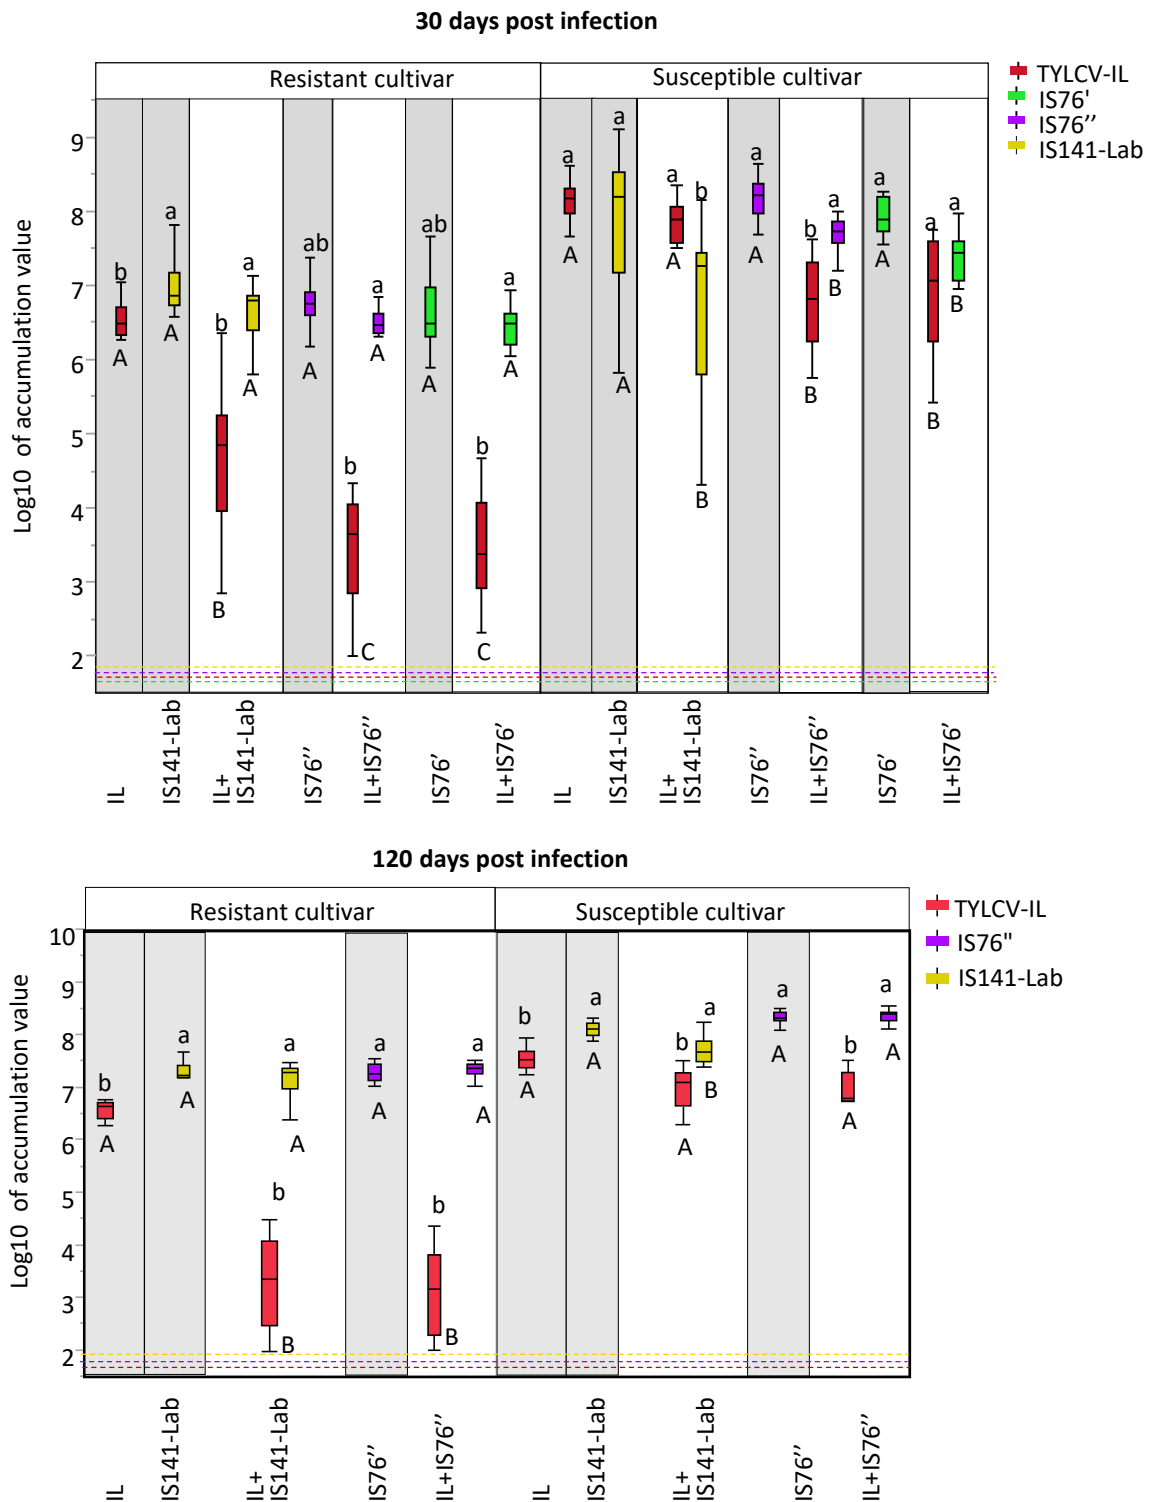 30 days post infection
Resistant cultivar
Susceptible cultivar
TYLCV-IL
IS76'
IS76''
IS141-Lab
Log10 of accumulation value
9
8
7
6
5
4
3
2
b
A
a
A
b
B
a
A
ab
A
b
C
a
A
ab
A
b
C
a
A
a
A
a
A
a
A
b
B
a
A
b
B
a
B
a
A
a
B
a
B
IL
IS141-Lab
IL+
IS141-Lab
IS76''
IL+IS76''
IS76'
IL+IS76'
IL
IS141-Lab
IL+
IS141-Lab
IS76''
IL+IS76''
IS76'
IL+IS76'
120 days post infection
Resistant cultivar
Susceptible cultivar
TYLCV-IL
IS76"
IS141-Lab
Log10 of accumulation value
10
9
8
7
6
5
4
3
2
b
A
a
A
b
B
a
A
a
A
b
B
a
A
b
A
a
A
b
A
a
B
a
A
b
A
a
A
IL
IS141-Lab
IL+
IS141-Lab
IS76''
IL+IS76''
IL
IS141-Lab
IL+
IS141-Lab
IS76''
IL+IS76''